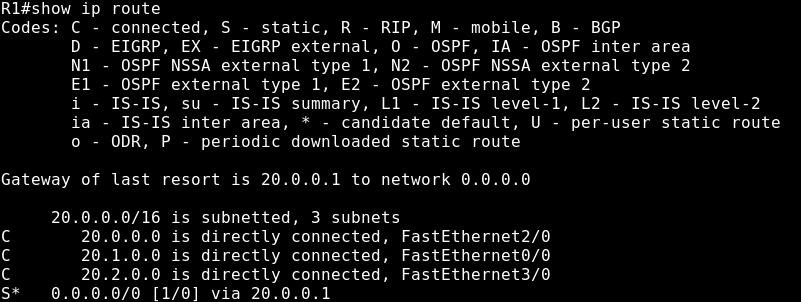 R1#show ip route
Codes: C - connected, S - static, R - RIP, M - mobile, B - BGP
       D - EIGRP, EX - EIGRP external, O - OSPF, IA - OSPF inter area
       N1 - OSPF NSSA external type 1, N2 - OSPF NSSA external type 2
       E1 - OSPF external type 1, E2 - OSPF external type 2
       i - IS-IS, su - IS-IS summary, L1 - IS-IS level-1, L2 - IS-IS level-2
       ia - IS-IS inter area, * - candidate default, U - per-user static route
       o - ODR, P - periodic downloaded static route

Gateway of last resort is 20.0.0.1 to network 0.0.0.0

     20.0.0.0/16 is subnetted, 3 subnets
C       20.0.0.0 is directly connected, FastEthernet2/0
C       20.1.0.0 is directly connected, FastEthernet0/0
C       20.2.0.0 is directly connected, FastEthernet3/0
S*   0.0.0.0/0 [1/0] via 20.0.0.1